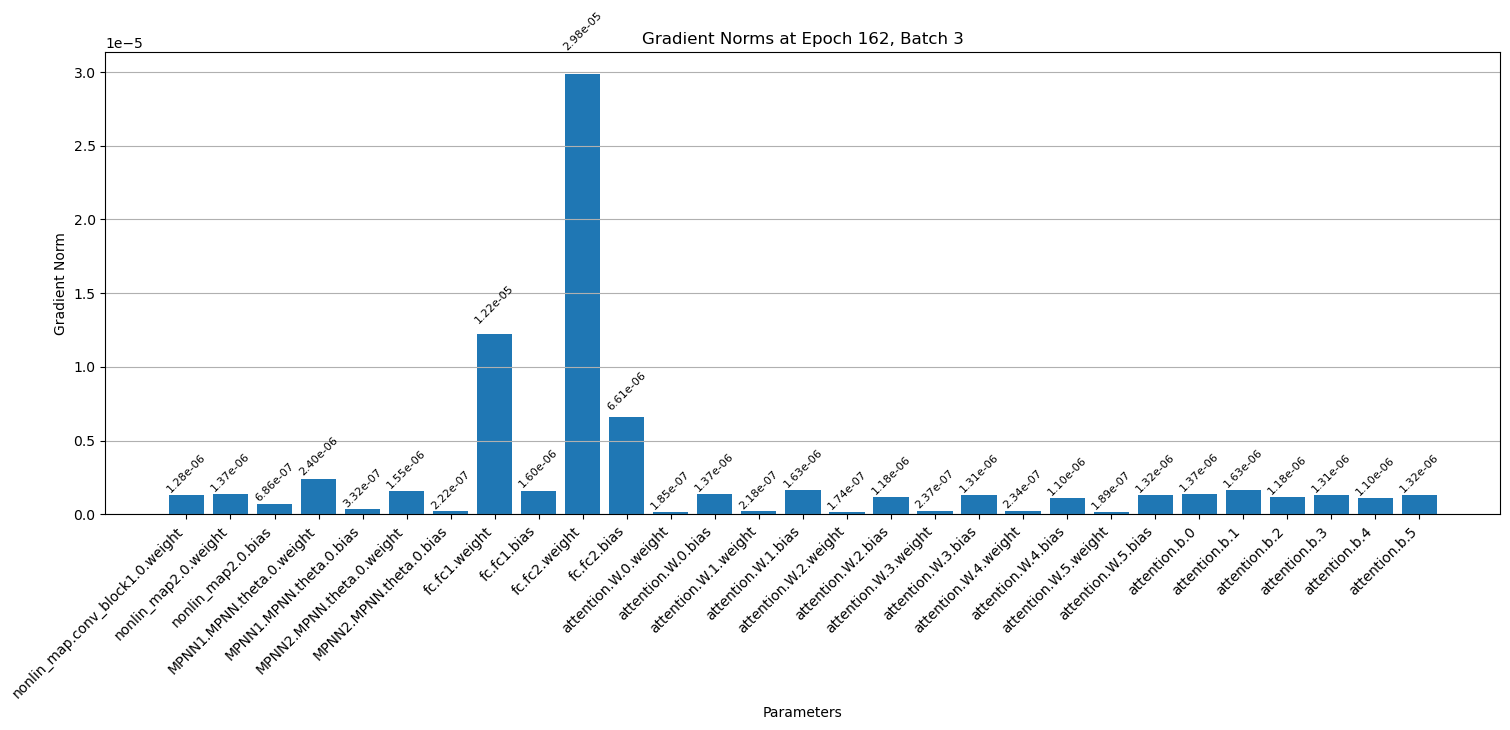 Gradient Norms at Epoch 162, Batch 3
1e−5
3.0
2.5
2.0
1.5
1.0
0.5
0.0
Gradient Norm
1.28e-06
1.37e-06
6.86e-07
2.40e-06
3.32e-07
1.55e-06
2.22e-07
1.22e-05
1.60e-06
2.98e-05
6.61e-06
1.85e-07
1.37e-06
2.18e-07
1.63e-06
1.74e-07
1.18e-06
2.37e-07
1.31e-06
2.34e-07
1.10e-06
1.89e-07
1.32e-06
1.37e-06
1.63e-06
1.18e-06
1.31e-06
1.10e-06
1.32e-06
nonlin_map.conv_block1.0.weight
nonlin_map2.0.weight
nonlin_map2.0.bias
MPNN1.MPNN.theta.0.weight
MPNN1.MPNN.theta.0.bias
MPNN2.MPNN.theta.0.weight
MPNN2.MPNN.theta.0.bias
fc.fc1.weight
fc.fc1.bias
fc.fc2.weight
fc.fc2.bias
attention.W.0.weight
attention.W.0.bias
attention.W.1.weight
attention.W.1.bias
attention.W.2.weight
attention.W.2.bias
attention.W.3.weight
attention.W.3.bias
attention.W.4.weight
attention.W.4.bias
attention.W.5.weight
attention.W.5.bias
attention.b.0
attention.b.1
attention.b.2
attention.b.3
attention.b.4
attention.b.5
Parameters